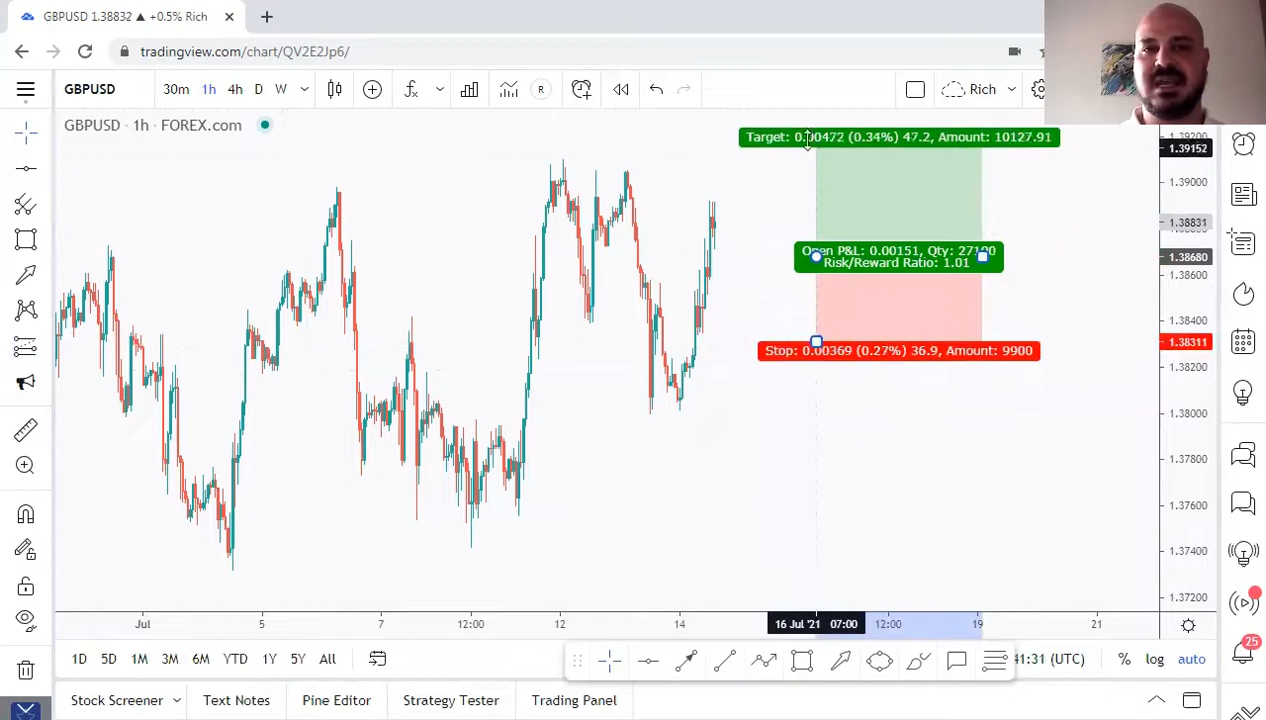 GBPUSD 1.38832 ▲ +0.5% Rich
tradingview.com/chart/QV2E2Jp6/
GBPUSD
30m 1h 4h D W
R
Rich
GBPUSD · 1h · FOREX.com
Target: 0.00472 (0.34%) 47.2, Amount: 10127.91
Risk/Reward Ratio: 1.01
Stop: 0.00369 (0.27%) 36.9, Amount: 9900
1.39152
1.39000
1.38831
1.38680
1.38600
1.38400
1.38311
1.38200
1.38000
1.37800
1.37600
1.37400
1.37200
Jul 5 7 12:00 12 14 16 Jul '21 07:00 12:00 19 21
1D 5D 1M 3M 6M YTD 1Y 5Y All
41:31 (UTC) % log auto
25
Stock Screener Text Notes Pine Editor Strategy Tester Trading Panel